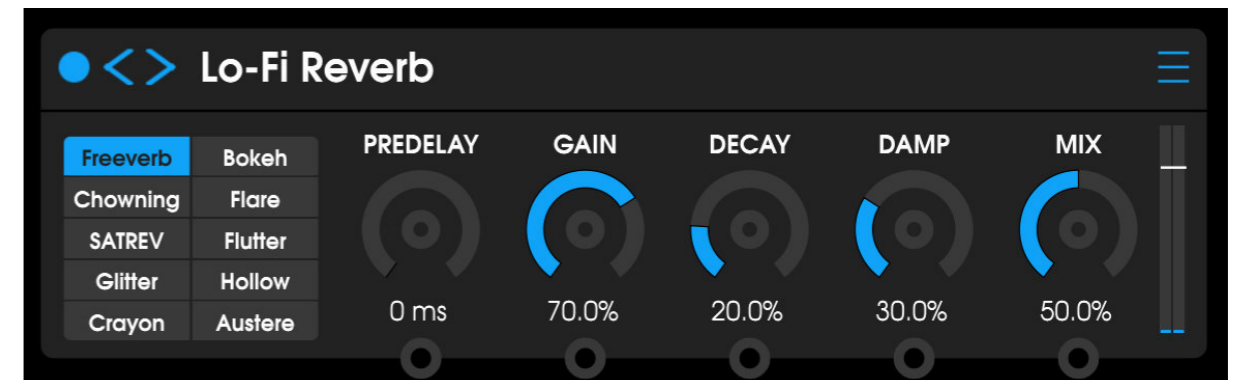 Lo-Fi Reverb
Freeverb Bokeh
Chowning Flare
SATREV Flutter
Glitter Hollow
Crayon Austere
PREDELAY GAIN DECAY DAMP MIX
0 ms 70.0% 20.0% 30.0% 50.0%